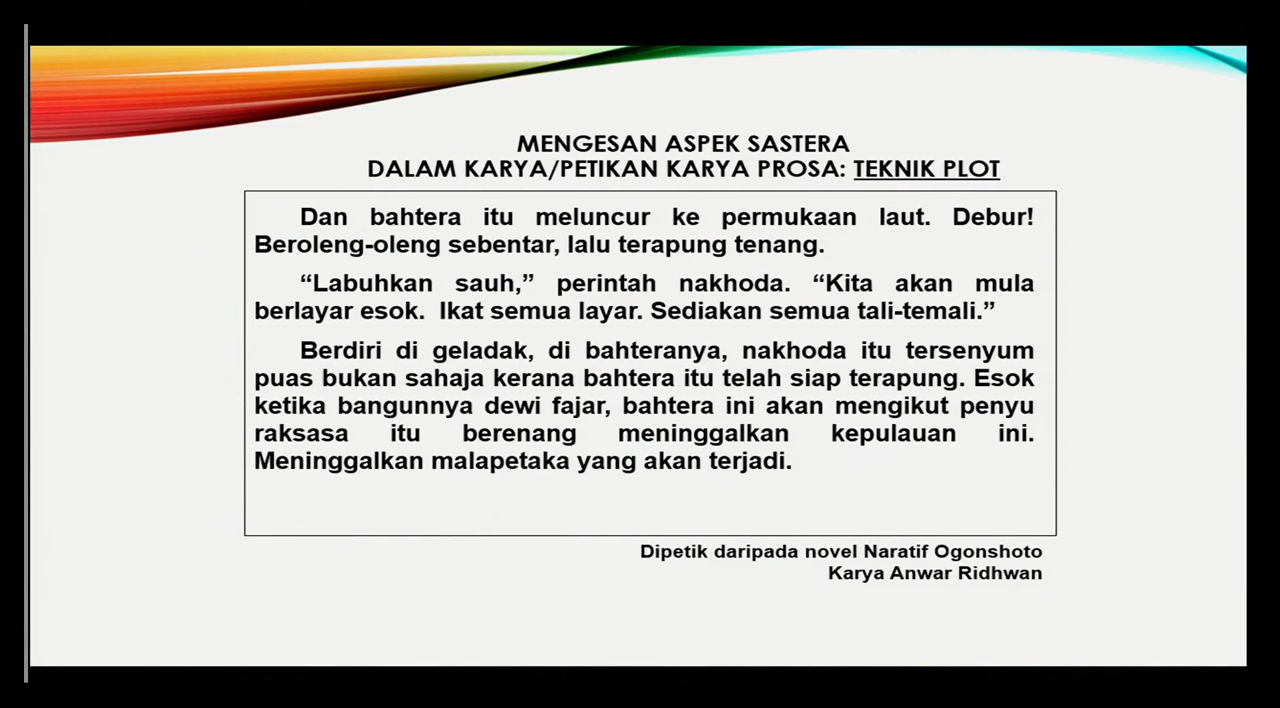 MENGESAN ASPEK SASTERA
DALAM KARYA/PETIKAN KARYA PROSA: TEKNIK PLOT
Dan bahtera itu meluncur ke permukaan laut. Debur!
Beroleng-oleng sebentar, lalu terapung tenang.
“Labuhkan sauh,” perintah nakhoda. “Kita akan mula
berlayar esok. Ikat semua layar. Sediakan semua tali-temali.”
Berdiri di geladak, di bahteranya, nakhoda itu tersenyum
puas bukan sahaja kerana bahtera itu telah siap terapung. Esok
ketika bangunnya dewi fajar, bahtera ini akan mengikut penyu
raksasa itu berenang meninggalkan kepulauan ini.
Meninggalkan malapetaka yang akan terjadi.
Dipetik daripada novel Naratif Ogonshoto
Karya Anwar Ridhwan